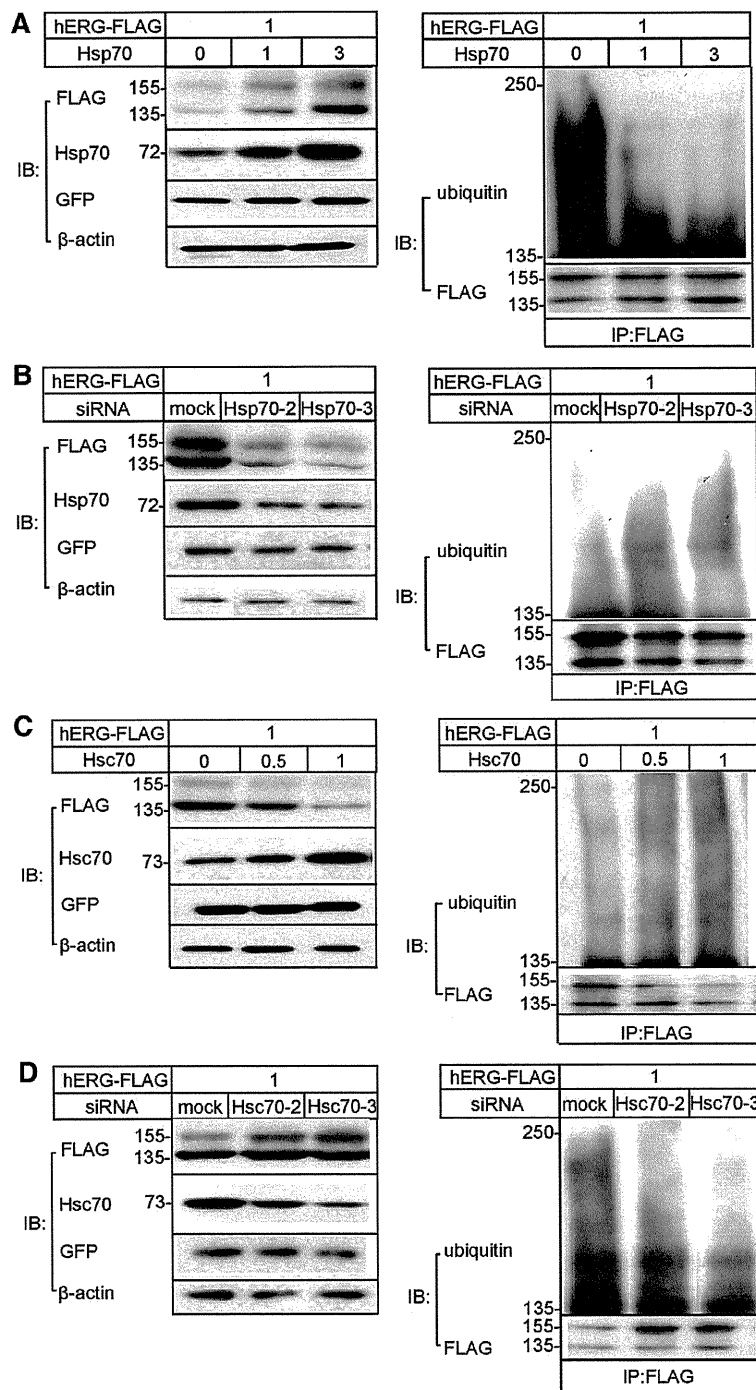 A
hERG-FLAG 1
Hsp70 0 1 3
IB:
FLAG 155- 135-
Hsp70 72-
GFP
β-actin
hERG-FLAG 1
Hsp70 0 1 3
250-
IB:
ubiquitin
135-
155-
FLAG 135-
IP:FLAG
B
hERG-FLAG 1
siRNA mock Hsp70-2 Hsp70-3
IB:
FLAG 155- 135-
Hsp70 72-
GFP
β-actin
hERG-FLAG 1
siRNA mock Hsp70-2 Hsp70-3
250-
IB:
ubiquitin
135-
155-
FLAG 135-
IP:FLAG
C
hERG-FLAG 1
Hsc70 0 0.5 1
IB:
155-
FLAG 135-
Hsc70 73-
GFP
β-actin
hERG-FLAG 1
Hsc70 0 0.5 1
250-
IB:
ubiquitin
135-
155-
FLAG 135-
IP:FLAG
D
hERG-FLAG 1
siRNA mock Hsc70-2 Hsc70-3
IB:
FLAG 155- 135-
Hsc70 73-
GFP
β-actin
hERG-FLAG 1
siRNA mock Hsc70-2 Hsc70-3
250-
IB:
ubiquitin
135-
155-
FLAG 135-
IP:FLAG